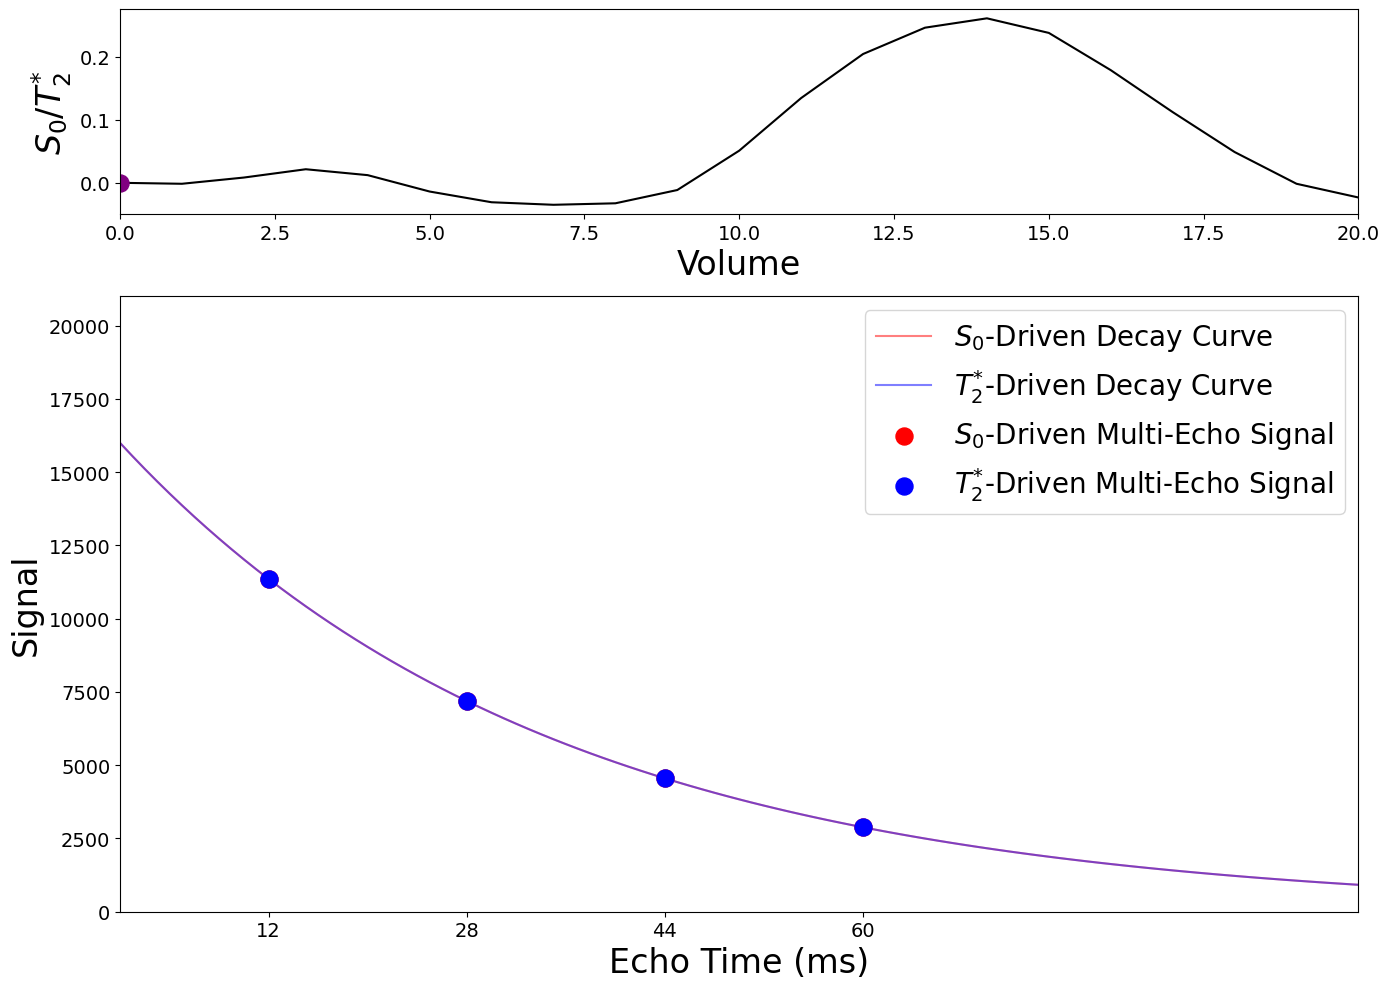 S₀/T₂*
0.2
0.1
0.0
0.0 2.5 5.0 7.5 10.0 12.5 15.0 17.5 20.0
Volume
Signal
20000
17500
15000
12500
10000
7500
5000
2500
0
S₀-Driven Decay Curve
T₂*-Driven Decay Curve
S₀-Driven Multi-Echo Signal
T₂*-Driven Multi-Echo Signal
12 28 44 60
Echo Time (ms)